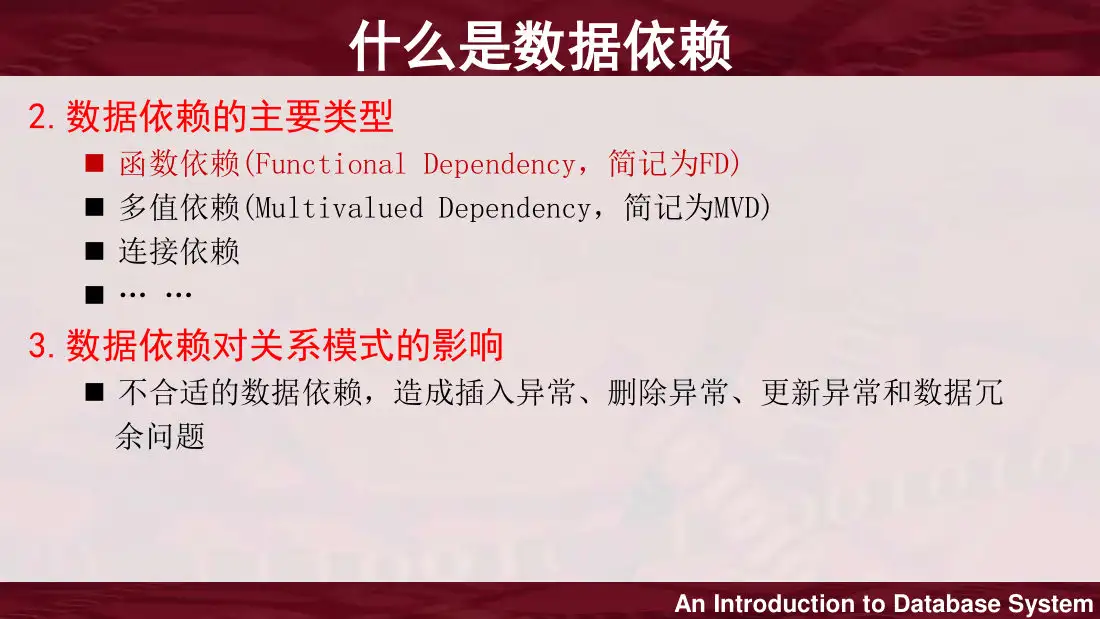 什么是数据依赖
2.数据依赖的主要类型
■ 函数依赖(Functional Dependency，简记为FD)
■ 多值依赖(Multivalued Dependency，简记为MVD)
■ 连接依赖
■ … …
3.数据依赖对关系模式的影响
■ 不合适的数据依赖，造成插入异常、删除异常、更新异常和数据冗
余问题
An Introduction to Database System